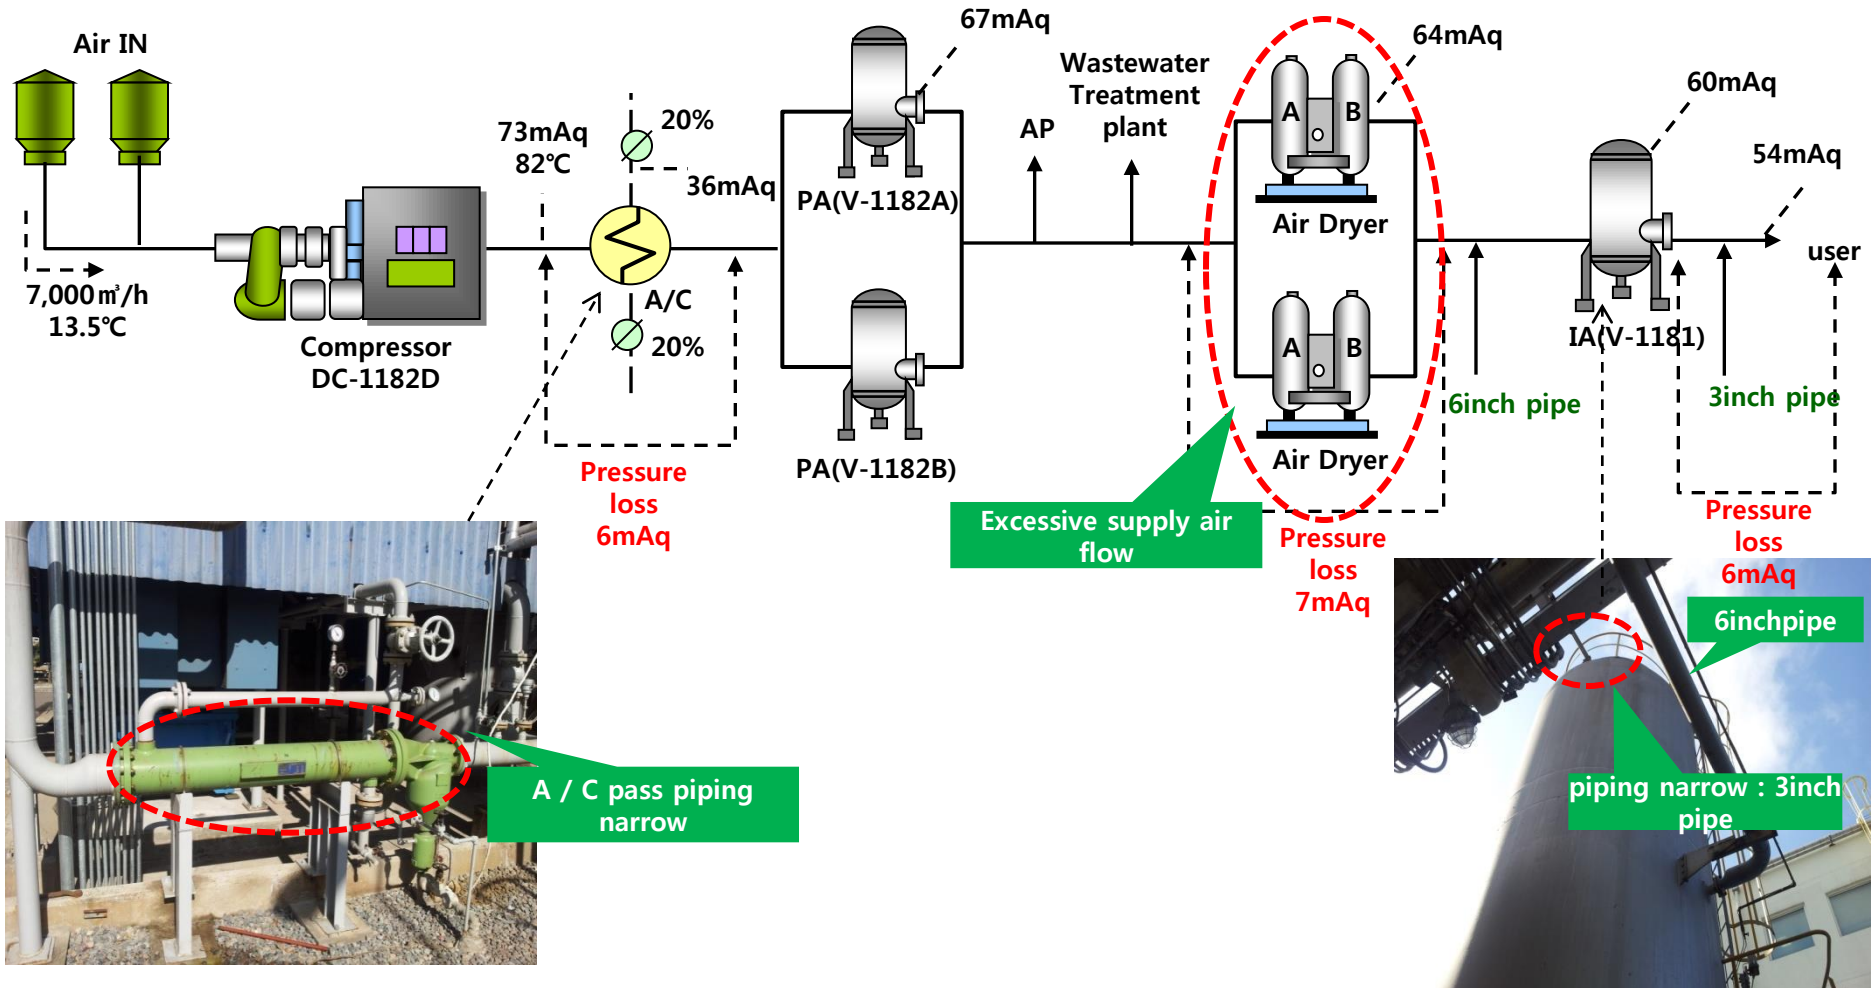 Air IN
7,000㎥/h
13.5℃
Compressor
DC-1182D
73mAq
82℃
20%
36mAq
A/C
20%
Pressure
loss
6mAq
67mAq
PA(V-1182A)
PA(V-1182B)
AP
Wastewater
Treatment
plant
64mAq
A
B
Air Dryer
A
B
Air Dryer
Excessive supply air
flow
Pressure
loss
7mAq
6inch pipe
60mAq
IA(V-1181)
54mAq
user
3inch pipe
Pressure
loss
6mAq
A / C pass piping
narrow
6inchpipe
piping narrow : 3inch
pipe